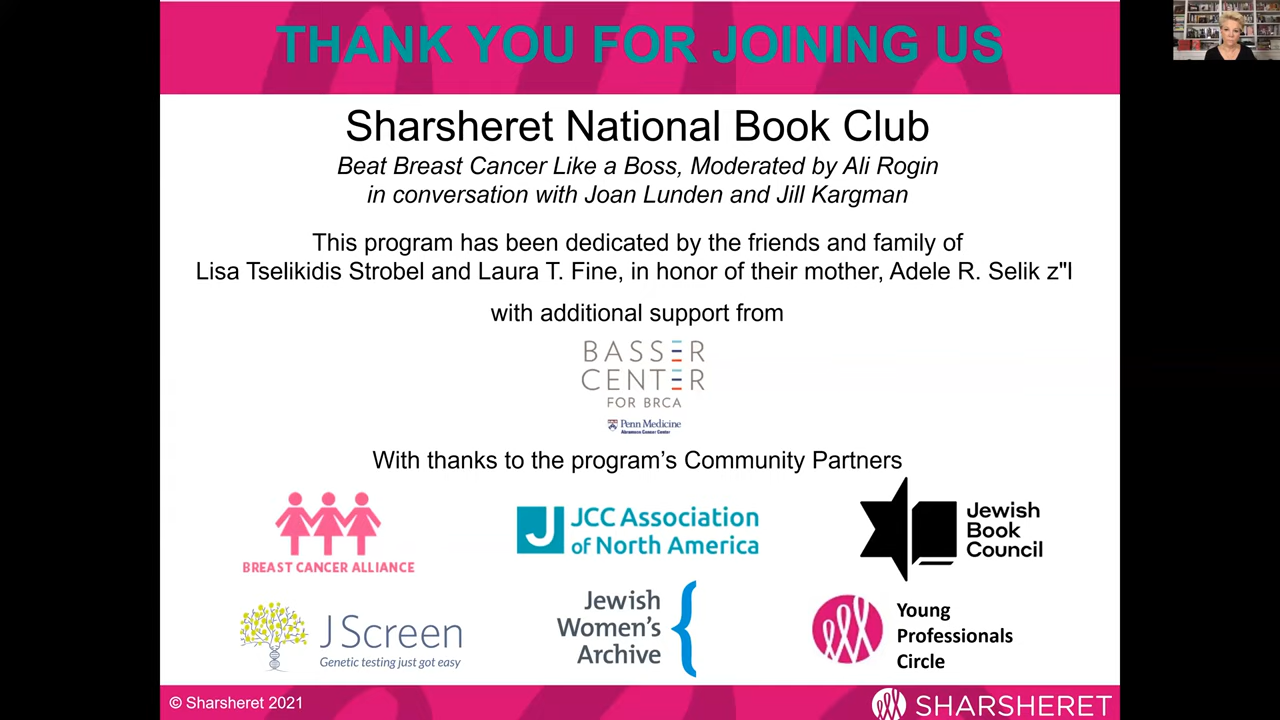 THANK YOU FOR JOINING US
Sharsheret National Book Club
Beat Breast Cancer Like a Boss, Moderated by Ali Rogin
in conversation with Joan Lunden and Jill Kargman
This program has been dedicated by the friends and family of
Lisa Tselikidis Strobel and Laura T. Fine, in honor of their mother, Adele R. Selik z"l
with additional support from
BASSER
CENTER
FOR BRCA
Penn Medicine
Abramson Cancer Center
With thanks to the program's Community Partners
BREAST CANCER ALLIANCE
J
JCC Association
of North America
Jewish
Book
Council
JScreen
Genetic testing just got easy
Jewish
Women's
Archive
Young
Professionals
Circle
© Sharsheret 2021
SHARSHERET